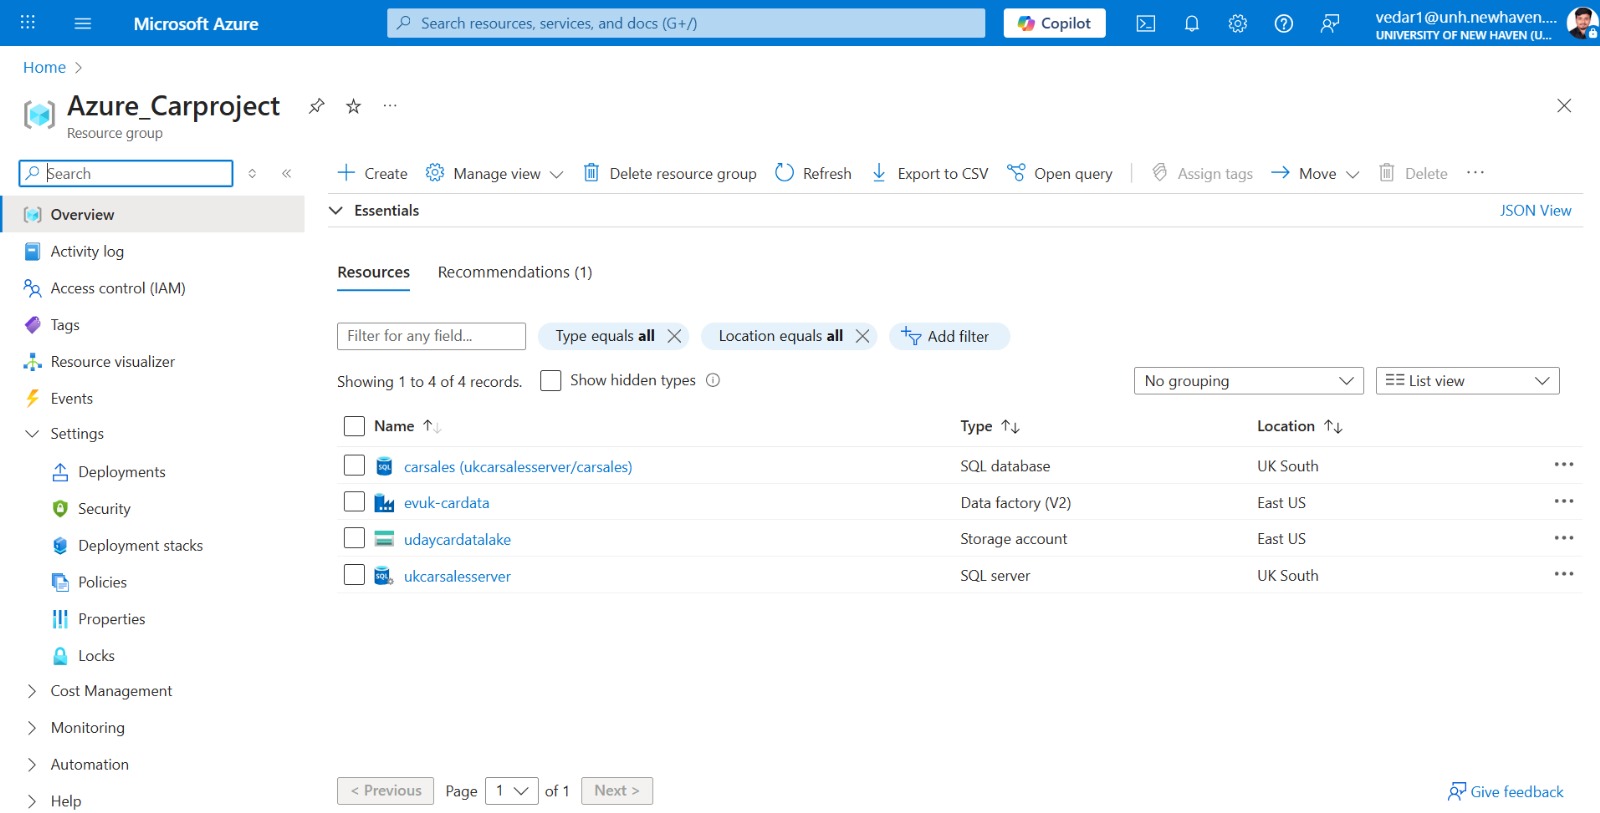 Microsoft Azure
Search resources, services, and docs (G+/)
Copilot
vedar1@unh.newhaven....
UNIVERSITY OF NEW HAVEN (U...
Home
Azure_Carproject
Resource group
Search
Create
Manage view
Delete resource group
Refresh
Export to CSV
Open query
Assign tags
Move
Delete
Overview
Activity log
Access control (IAM)
Tags
Resource visualizer
Events
Settings
Deployments
Security
Deployment stacks
Policies
Properties
Locks
Cost Management
Monitoring
Automation
Help
Essentials
JSON View
Resources
Recommendations (1)
Filter for any field...
Type equals all
Location equals all
Add filter
Showing 1 to 4 of 4 records.
Show hidden types
No grouping
List view
Name Type Location
SQL carsales (ukcarsalesserver/carsales) SQL database UK South
evuk-cardata Data factory (V2) East US
udaycardatalake Storage account East US
SQL ukcarsalesserver SQL server UK South
< Previous Page 1 of 1 Next >
Give feedback